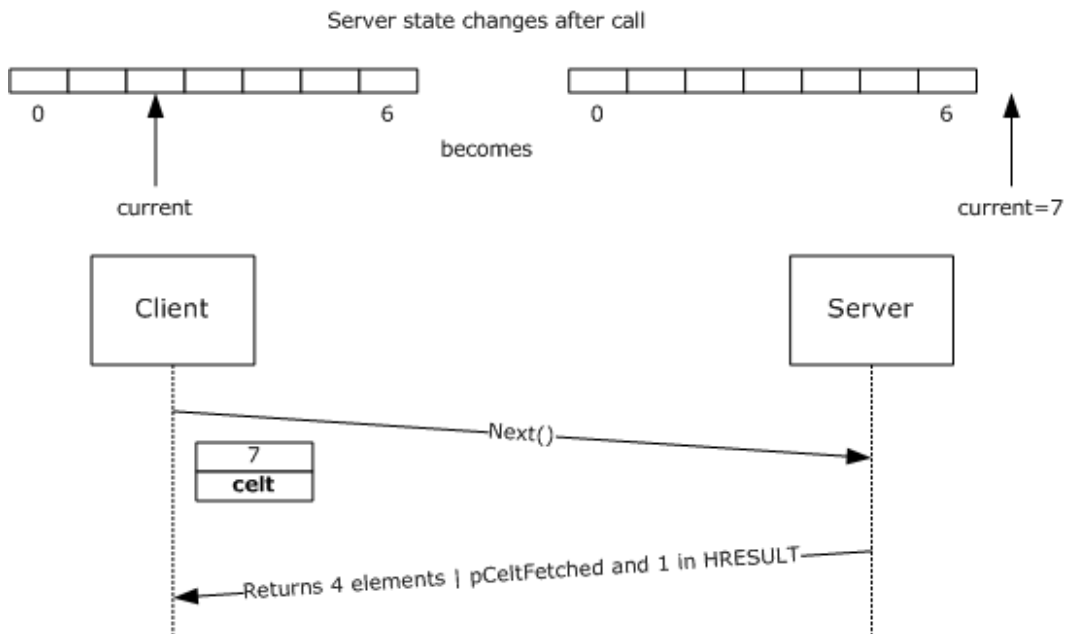 Server state changes after call
0 6 0 6
becomes
current current=7
Client Server
Next()
7
celt
Returns 4 elements | pCeltFetched and 1 in HRESULT